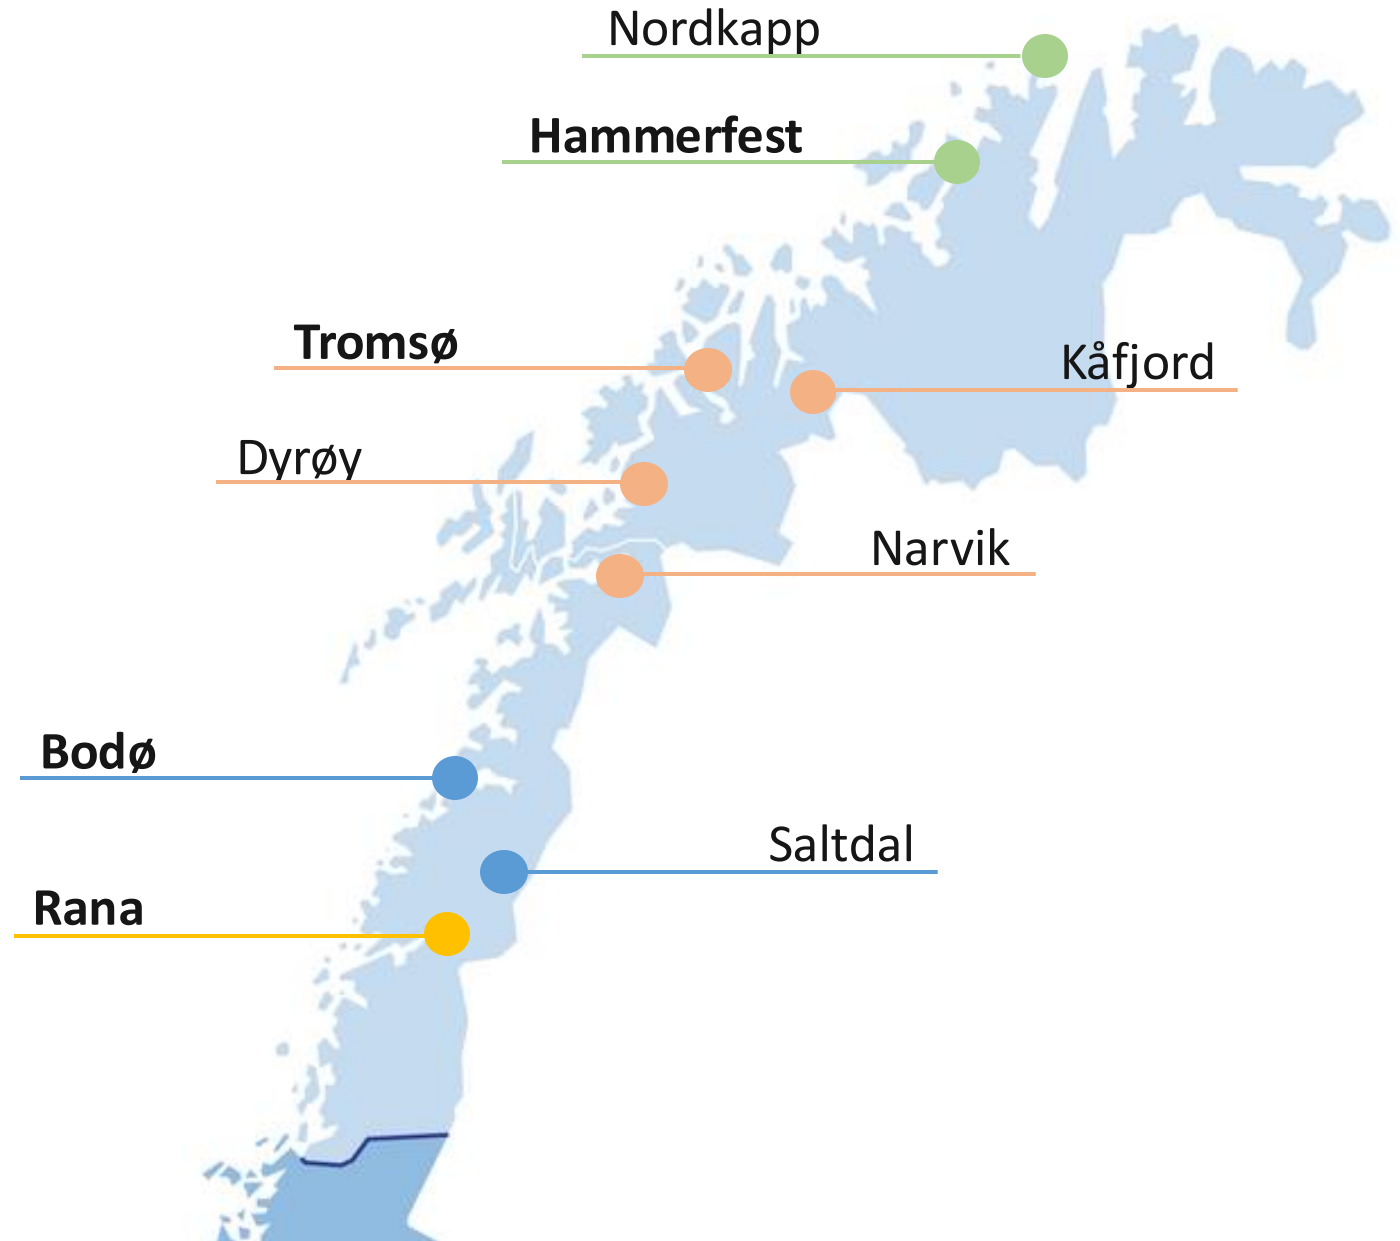 Nordkapp
Hammerfest
Tromsø
Kåfjord
Dyrøy
Narvik
Bodø
Saltdal
Rana